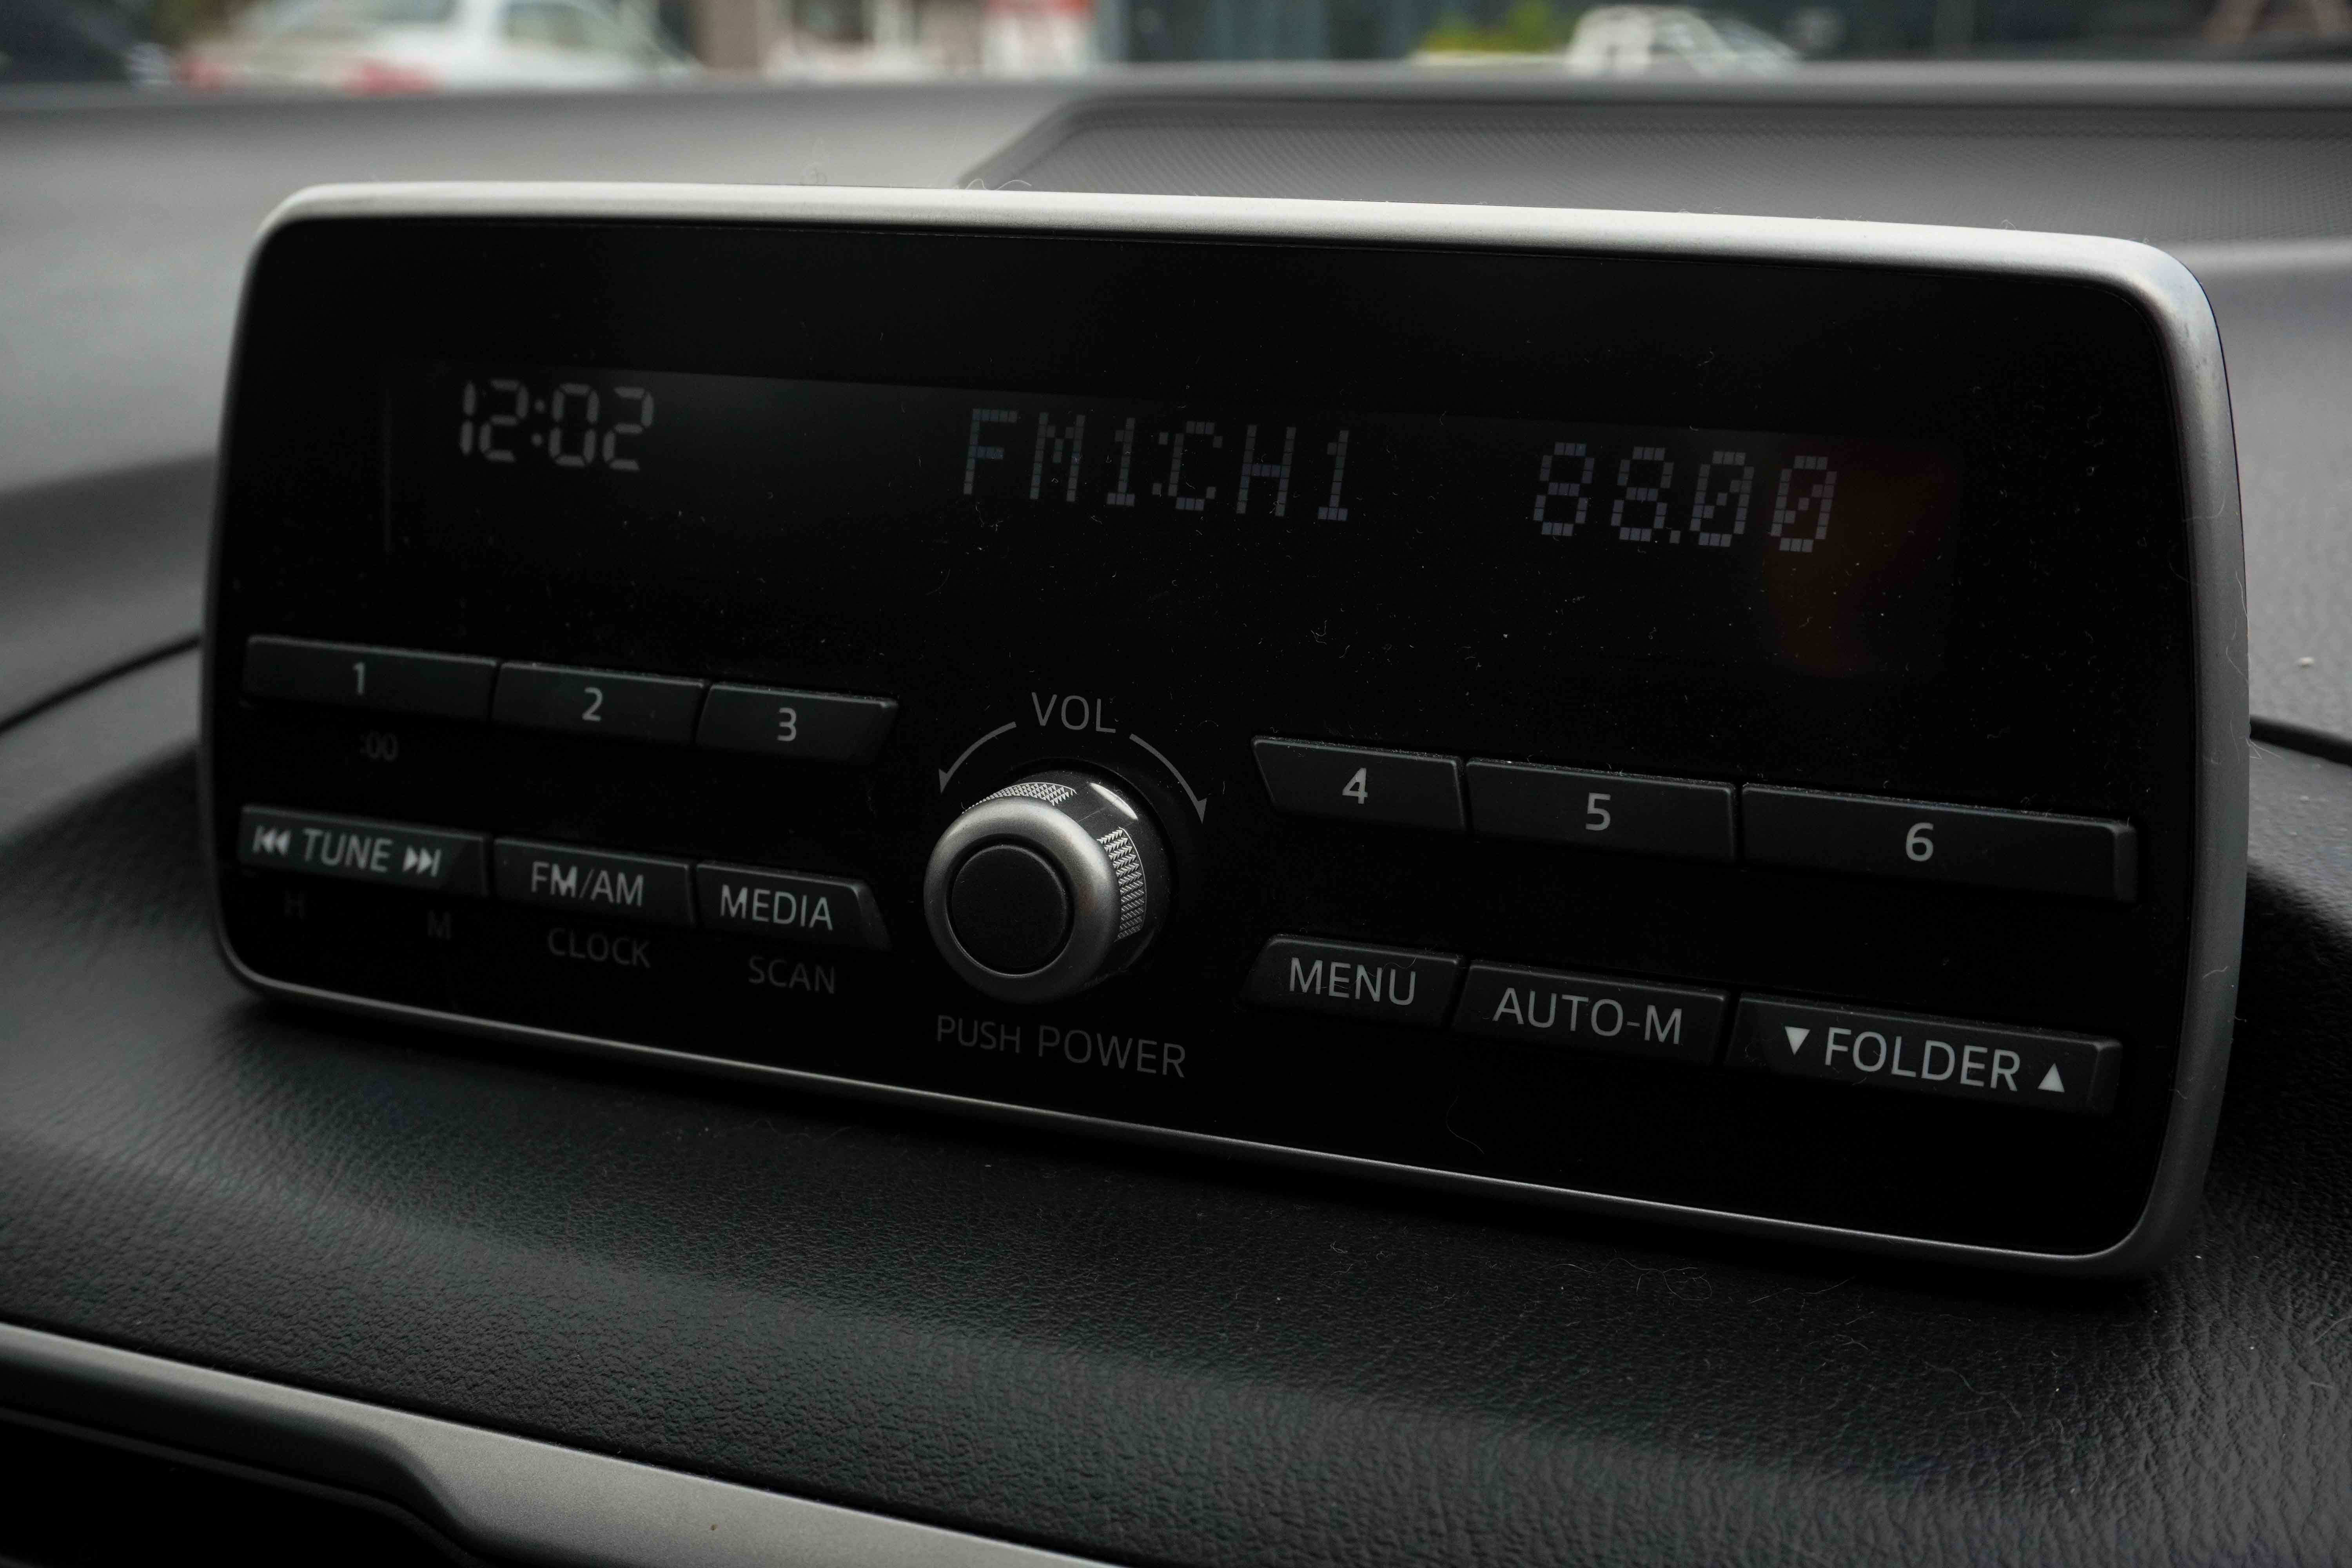 12:02 FM1:CH1 88.00
1 2 3
:00
VOL
4 5 6
⏮ TUNE ⏭ FM/AM MEDIA
H M CLOCK SCAN
MENU AUTO-M ▼ FOLDER ▲
PUSH POWER